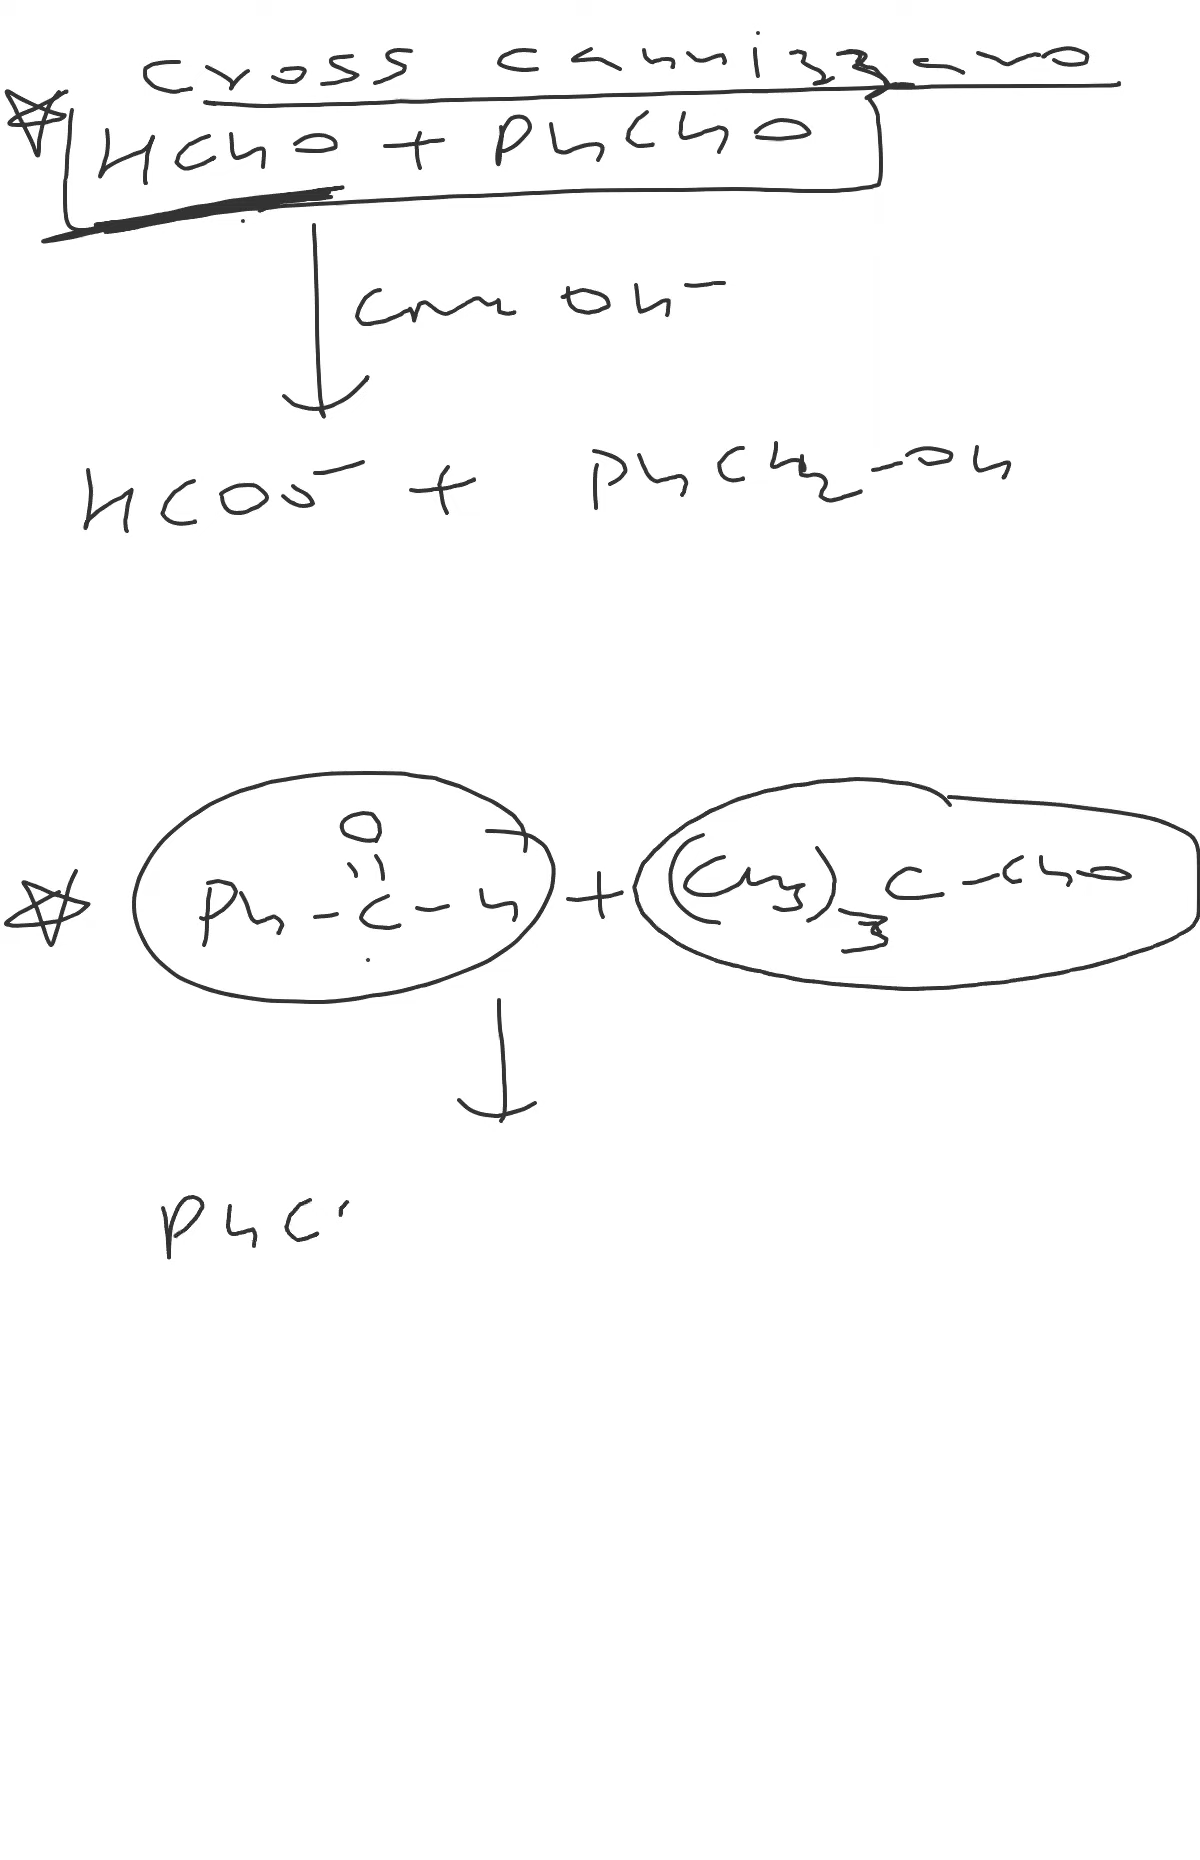 cross cannizzaro
HCHO + PhCHO
conc OH⁻
HCOO⁻ + PhCH₂-OH
O
Ph-C-H + (CH₃)₃C-CHO
PhC